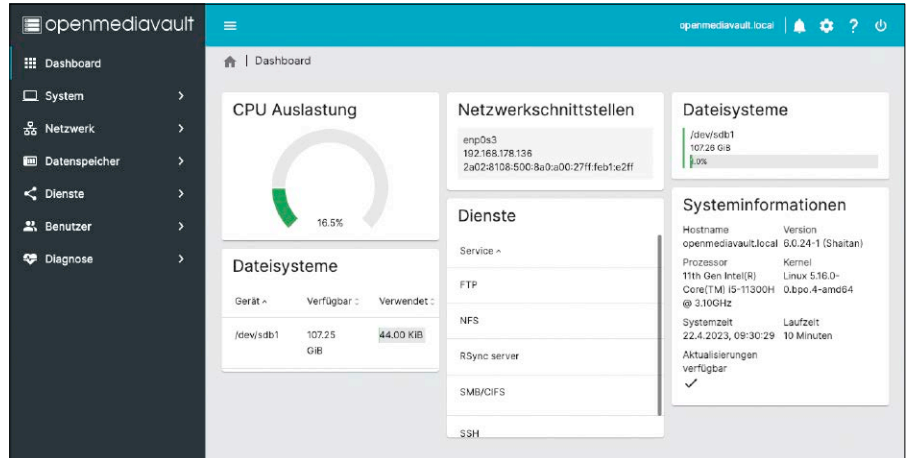 openmediavault
openmediavault.local
Dashboard
System
Netzwerk
Datenspeicher
Dienste
Benutzer
Diagnose
Dashboard
CPU Auslastung
16.5%
Dateisysteme
Gerät
Verfügbar
Verwendet
/dev/sdb1
107.25
GiB
44.00 KiB
Netzwerkschnittstellen
enp0s3
192.168.178.136
2a02:8108:500:8a0:a00:27ff:feb1:e2ff
Dienste
Service
FTP
NFS
RSync server
SMB/CIFS
SSH
Dateisysteme
/dev/sdb1
107.26 GiB
Systeminformationen
Hostname
openmediavault.local
Version
6.0.24-1 (Shaitan)
Prozessor
11th Gen Intel(R)
Core(TM) i5-11300H
@ 3.10GHz
Kernel
Linux 5.16.0-
0.bpo.4-amd64
Systemzeit
22.4.2023, 09:30:29
Laufzeit
10 Minuten
Aktualisierungen
verfügbar